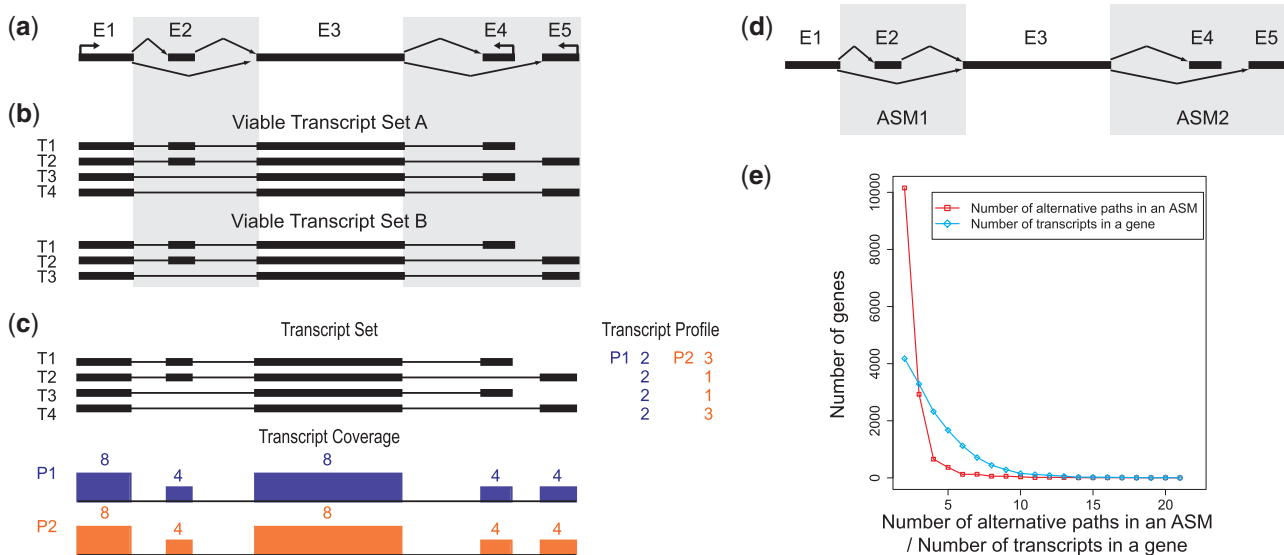 (a)
E1 E2 E3 E4 E5
(b)
Viable Transcript Set A
T1
T2
T3
T4
Viable Transcript Set B
T1
T2
T3
(c)
Transcript Set Transcript Profile
T1 P1 2 P2 3
T2 2 1
T3 2 1
T4 2 3
Transcript Coverage
P1 8 4 8 4 4
P2 8 4 8 4 4
(d)
E1 E2 E3 E4 E5
ASM1 ASM2
(e)
Number of genes
10000
8000
6000
4000
2000
0
Number of alternative paths in an ASM
Number of transcripts in a gene
5 10 15 20
Number of alternative paths in an ASM
/ Number of transcripts in a gene